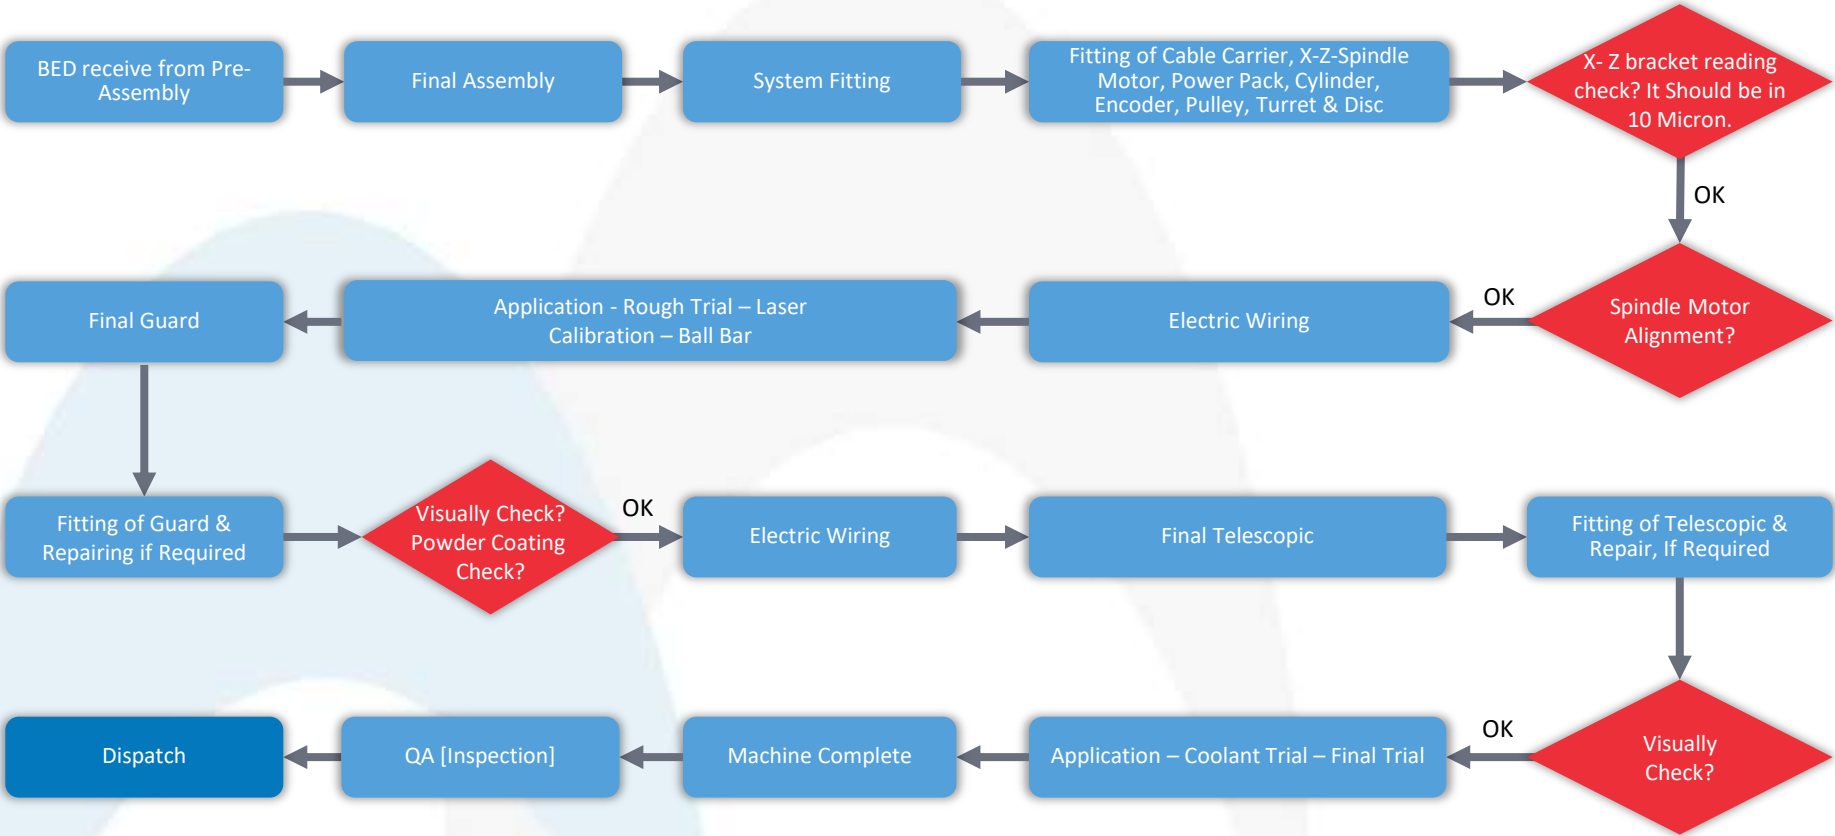 BED receive from Pre-
Assembly
Final Assembly
System Fitting
Fitting of Cable Carrier, X-Z-Spindle
Motor, Power Pack, Cylinder,
Encoder, Pulley, Turret & Disc
X- Z bracket reading
check? It Should be in
10 Micron.
OK
Spindle Motor
Alignment?
OK
Electric Wiring
Application - Rough Trial – Laser
Calibration – Ball Bar
Final Guard
Fitting of Guard &
Repairing if Required
Visually Check?
Powder Coating
Check?
OK
Electric Wiring
Final Telescopic
Fitting of Telescopic &
Repair, If Required
Visually
Check?
OK
Application – Coolant Trial – Final Trial
Machine Complete
QA [Inspection]
Dispatch